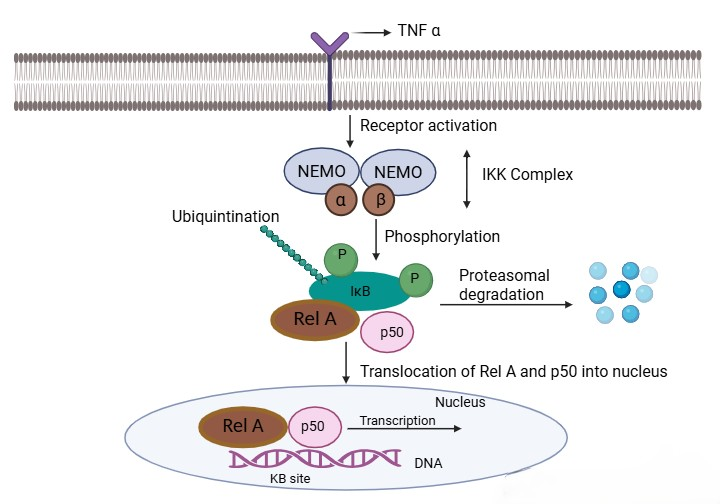 TNF α
Receptor activation
NEMO
NEMO
IKK Complex
α
β
Ubiquintination
Phosphorylation
P
P
IκB
Proteasomal
degradation
Rel A
p50
Translocation of Rel A and p50 into nucleus
Nucleus
Rel A
p50
Transcription
DNA
KB site